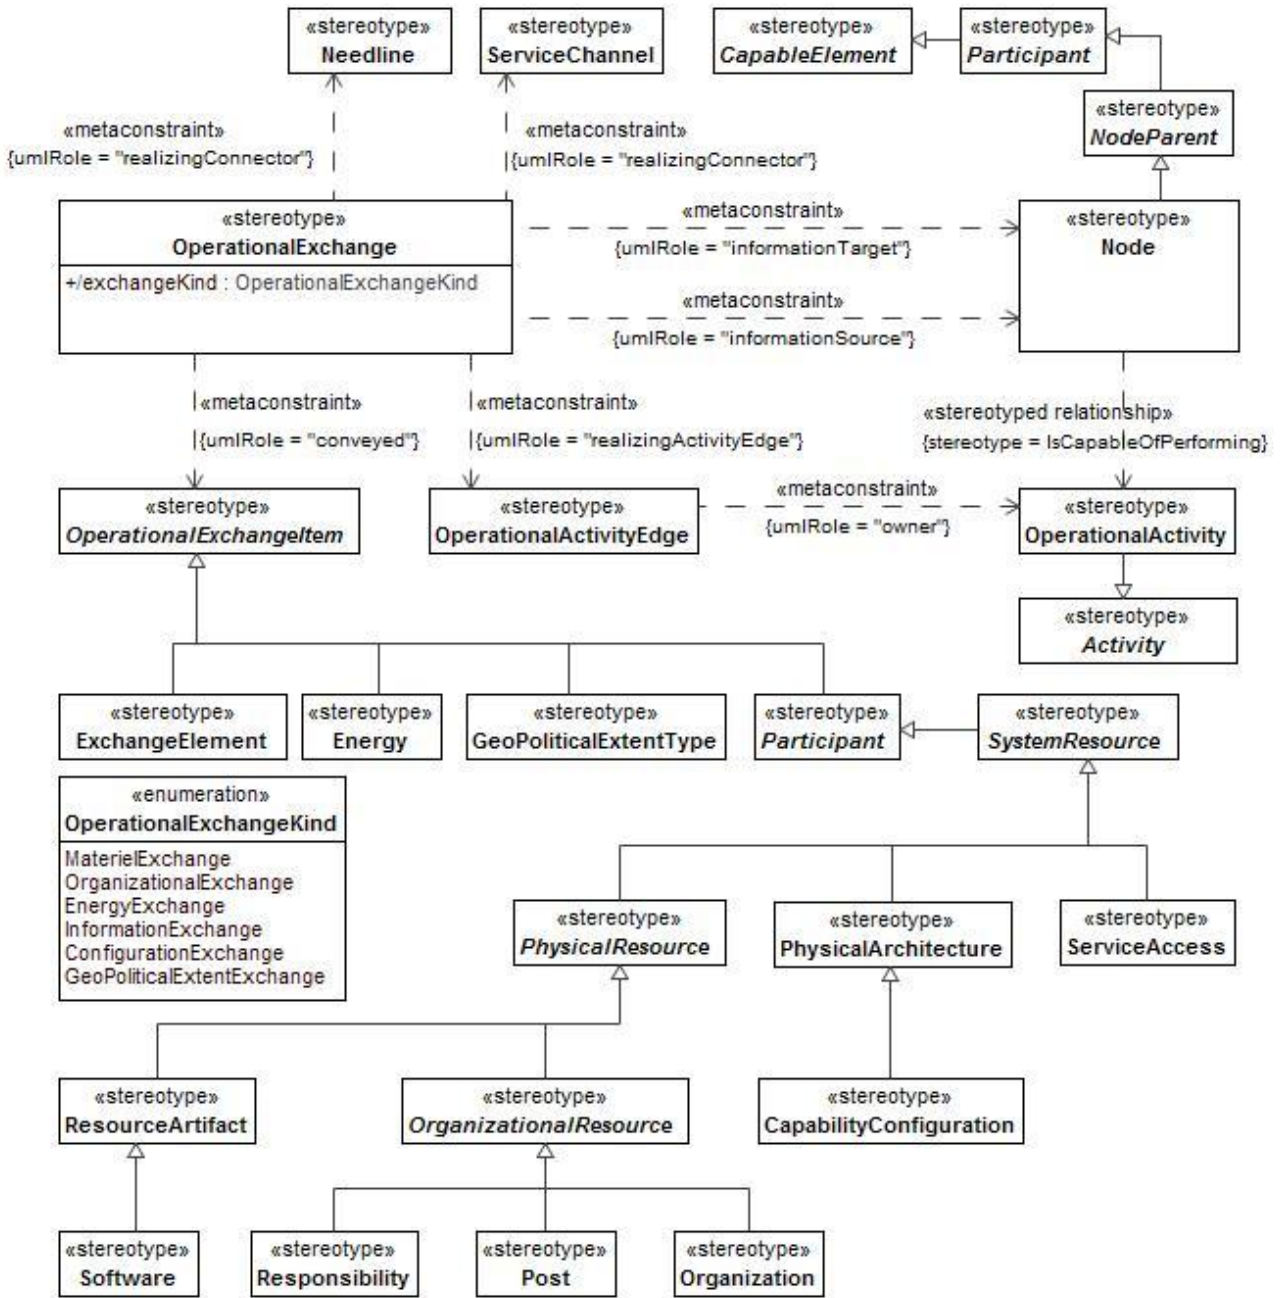 «stereotype»
Needline
«stereotype»
ServiceChannel
«stereotype»
CapableElement
«stereotype»
Participant
«stereotype»
NodeParent
«metaconstraint»
{umlRole = "realizingConnector"}
«metaconstraint»
{umlRole = "realizingConnector"}
«stereotype»
OperationalExchange
+/exchangeKind : OperationalExchangeKind
«metaconstraint»
{umlRole = "informationTarget"}
«metaconstraint»
{umlRole = "informationSource"}
«stereotype»
Node
«metaconstraint»
{umlRole = "conveyed"}
«metaconstraint»
{umlRole = "realizingActivityEdge"}
«stereotyped relationship»
{stereotype = IsCapableOfPerforming}
«stereotype»
OperationalExchangeItem
«stereotype»
OperationalActivityEdge
«metaconstraint»
{umlRole = "owner"}
«stereotype»
OperationalActivity
«stereotype»
Activity
«stereotype»
ExchangeElement
«stereotype»
Energy
«stereotype»
GeoPoliticalExtentType
«stereotype»
Participant
«stereotype»
SystemResource
«enumeration»
OperationalExchangeKind
MaterielExchange
OrganizationalExchange
EnergyExchange
InformationExchange
ConfigurationExchange
GeoPoliticalExtentExchange
«stereotype»
PhysicalResource
«stereotype»
PhysicalArchitecture
«stereotype»
ServiceAccess
«stereotype»
ResourceArtifact
«stereotype»
OrganizationalResource
«stereotype»
CapabilityConfiguration
«stereotype»
Software
«stereotype»
Responsibility
«stereotype»
Post
«stereotype»
Organization